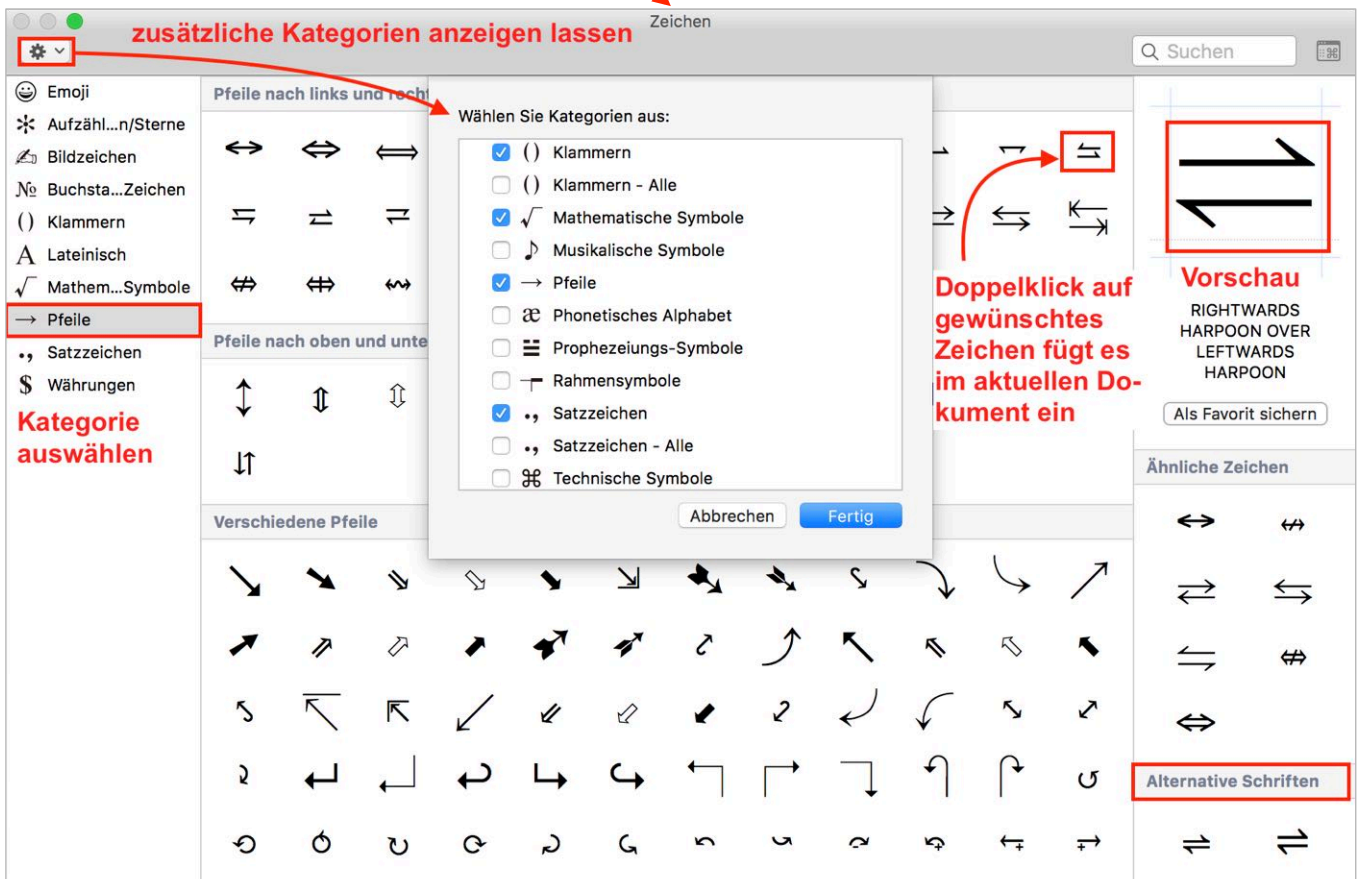 Zeichen
zusätzliche Kategorien anzeigen lassen
Suchen
Emoji
Aufzähl...n/Sterne
Bildzeichen
№ Buchsta...Zeichen
() Klammern
A Lateinisch
√ Mathem...Symbole
→ Pfeile
., Satzzeichen
$ Währungen
Kategorie
auswählen
Pfeile nach links und recht
Pfeile nach oben und unte
Verschiedene Pfeile
Wählen Sie Kategorien aus:
() Klammern
() Klammern - Alle
√ Mathematische Symbole
♪ Musikalische Symbole
→ Pfeile
æ Phonetisches Alphabet
Prophezeiungs-Symbole
Rahmensymbole
., Satzzeichen
., Satzzeichen - Alle
⌘ Technische Symbole
Abbrechen
Fertig
Doppelklick auf
gewünschtes
Zeichen fügt es
im aktuellen Do-
kument ein
Vorschau
RIGHTWARDS
HARPOON OVER
LEFTWARDS
HARPOON
Als Favorit sichern
Ähnliche Zeichen
Alternative Schriften